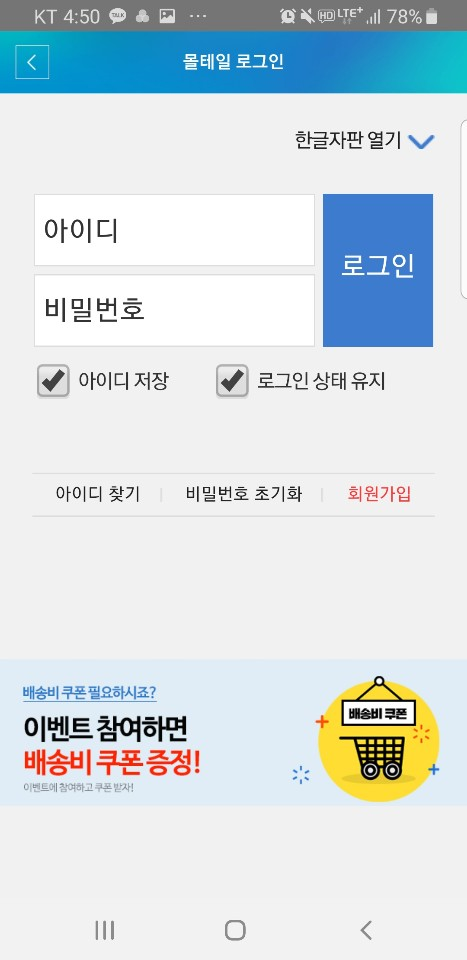 KT 4:50 TALK ··· HD LTE+ 78%
몰테일 로그인
한글자판 열기
아이디
로그인
비밀번호
아이디 저장 로그인 상태 유지
아이디 찾기 비밀번호 초기화 회원가입
배송비 쿠폰 필요하시죠?
배송비 쿠폰
이벤트 참여하면
배송비 쿠폰 증정!
이벤트에 참여하고 쿠폰 받자!